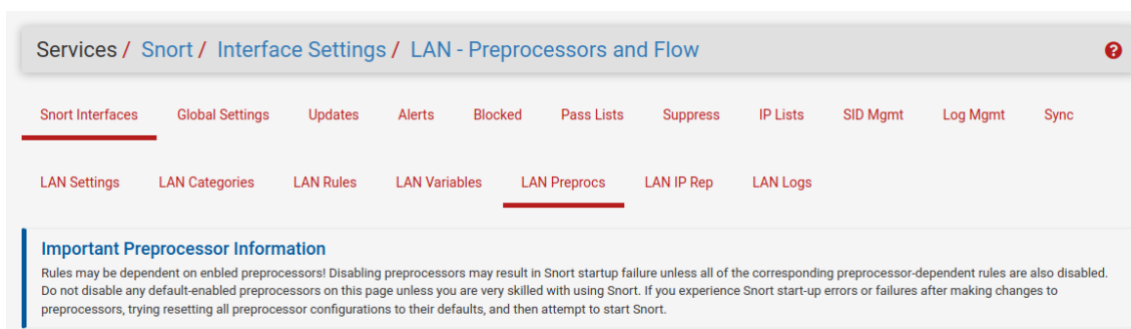 Services / Snort / Interface Settings / LAN - Preprocessors and Flow
Snort Interfaces Global Settings Updates Alerts Blocked Pass Lists Suppress IP Lists SID Mgmt Log Mgmt Sync
LAN Settings LAN Categories LAN Rules LAN Variables LAN Preprocs LAN IP Rep LAN Logs
Important Preprocessor Information
Rules may be dependent on enbled preprocessors! Disabling preprocessors may result in Snort startup failure unless all of the corresponding preprocessor-dependent rules are also disabled.
Do not disable any default-enabled preprocessors on this page unless you are very skilled with using Snort. If you experience Snort start-up errors or failures after making changes to
preprocessors, trying resetting all preprocessor configurations to their defaults, and then attempt to start Snort.